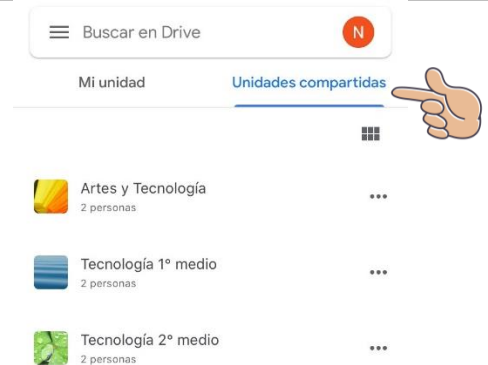 Buscar en Drive
N
Mi unidad Unidades compartidas
Artes y Tecnología
2 personas
Tecnología 1° medio
2 personas
Tecnología 2° medio
2 personas